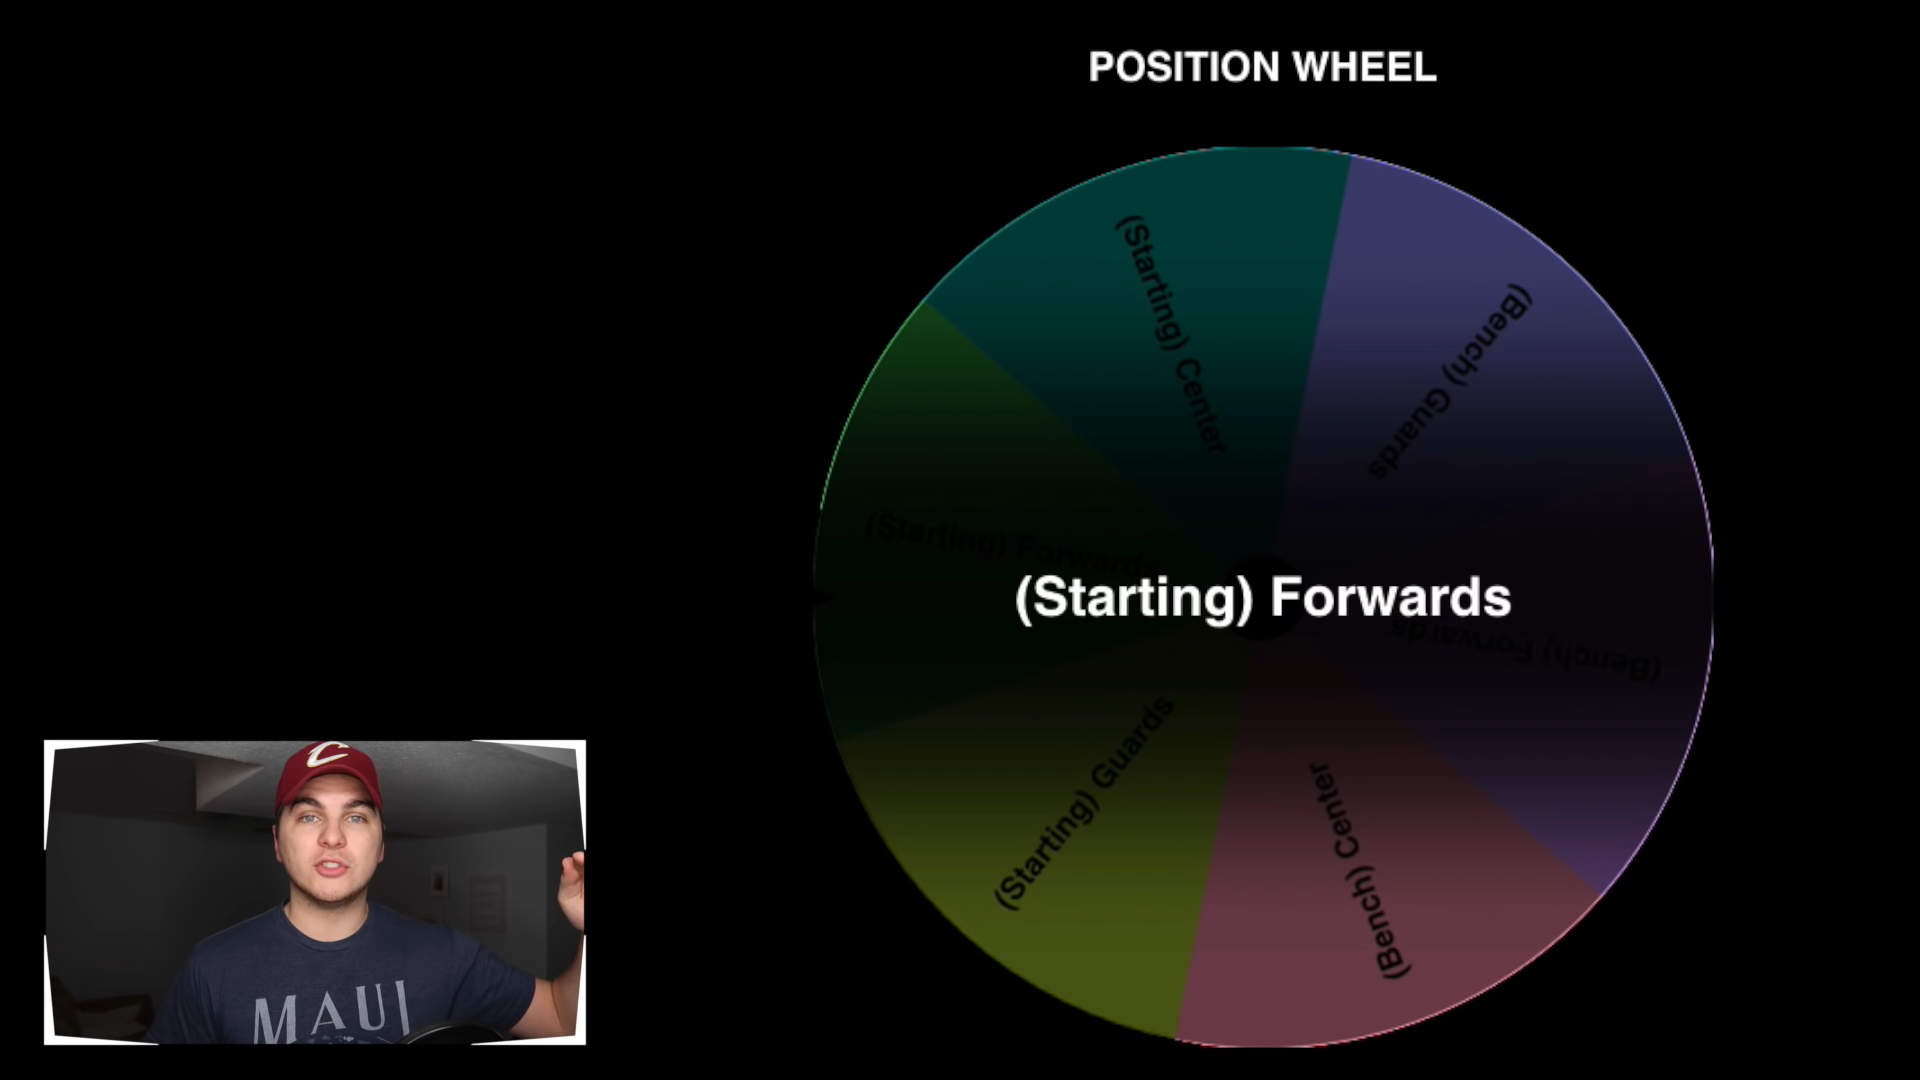 POSITION WHEEL
(Starting) Center
(Bench) Guards
(Starting) Forwards
(Starting) Forwards
(Bench) Forwards
(Starting) Guards
(Bench) Center
C
MAUI